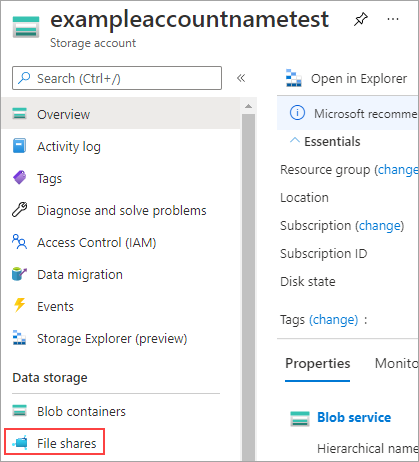 exampleaccountnametest
Storage account
Search (Ctrl+/)
Overview
Activity log
Tags
Diagnose and solve problems
Access Control (IAM)
Data migration
Events
Storage Explorer (preview)
Data storage
Blob containers
File shares
Open in Explorer
Microsoft recomme
Essentials
Resource group (change)
Location
Subscription (change)
Subscription ID
Disk state
Tags (change) :
Properties Monito
Blob service
Hierarchical name